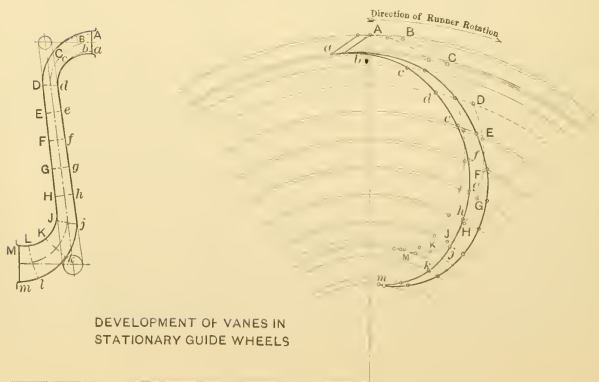 Direction of Runner Rotation
A
B
b
a
C
c
D
d
E
e
F
f
G
g
H
h
J
j
K
L
M
m
l
A
B
a
b
C
c
d
D
e
E
f
F
g
G
h
H
J
j
K
k
M
m
DEVELOPMENT OF VANES IN
STATIONARY GUIDE WHEELS